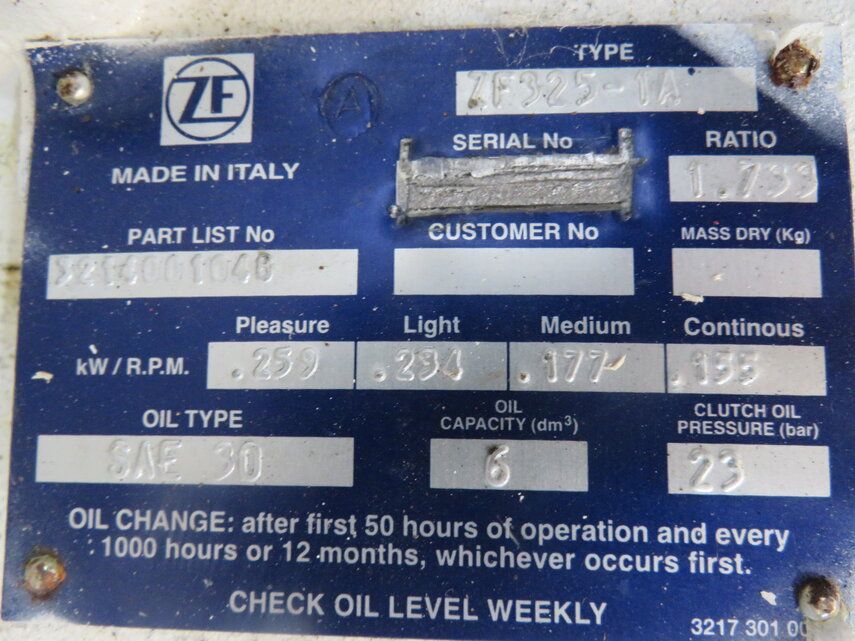 TYPE
ZF
A
ZF325-1A
MADE IN ITALY
SERIAL No
RATIO
1.733
PART LIST No
CUSTOMER No
MASS DRY (Kg)
Pleasure Light Medium Continous
kW / R.P.M. .259 .234 .177 .155
OIL TYPE
OIL CAPACITY (dm³)
CLUTCH OIL PRESSURE (bar)
SAE 30
6
23
OIL CHANGE: after first 50 hours of operation and every
1000 hours or 12 months, whichever occurs first.
CHECK OIL LEVEL WEEKLY
3217 301